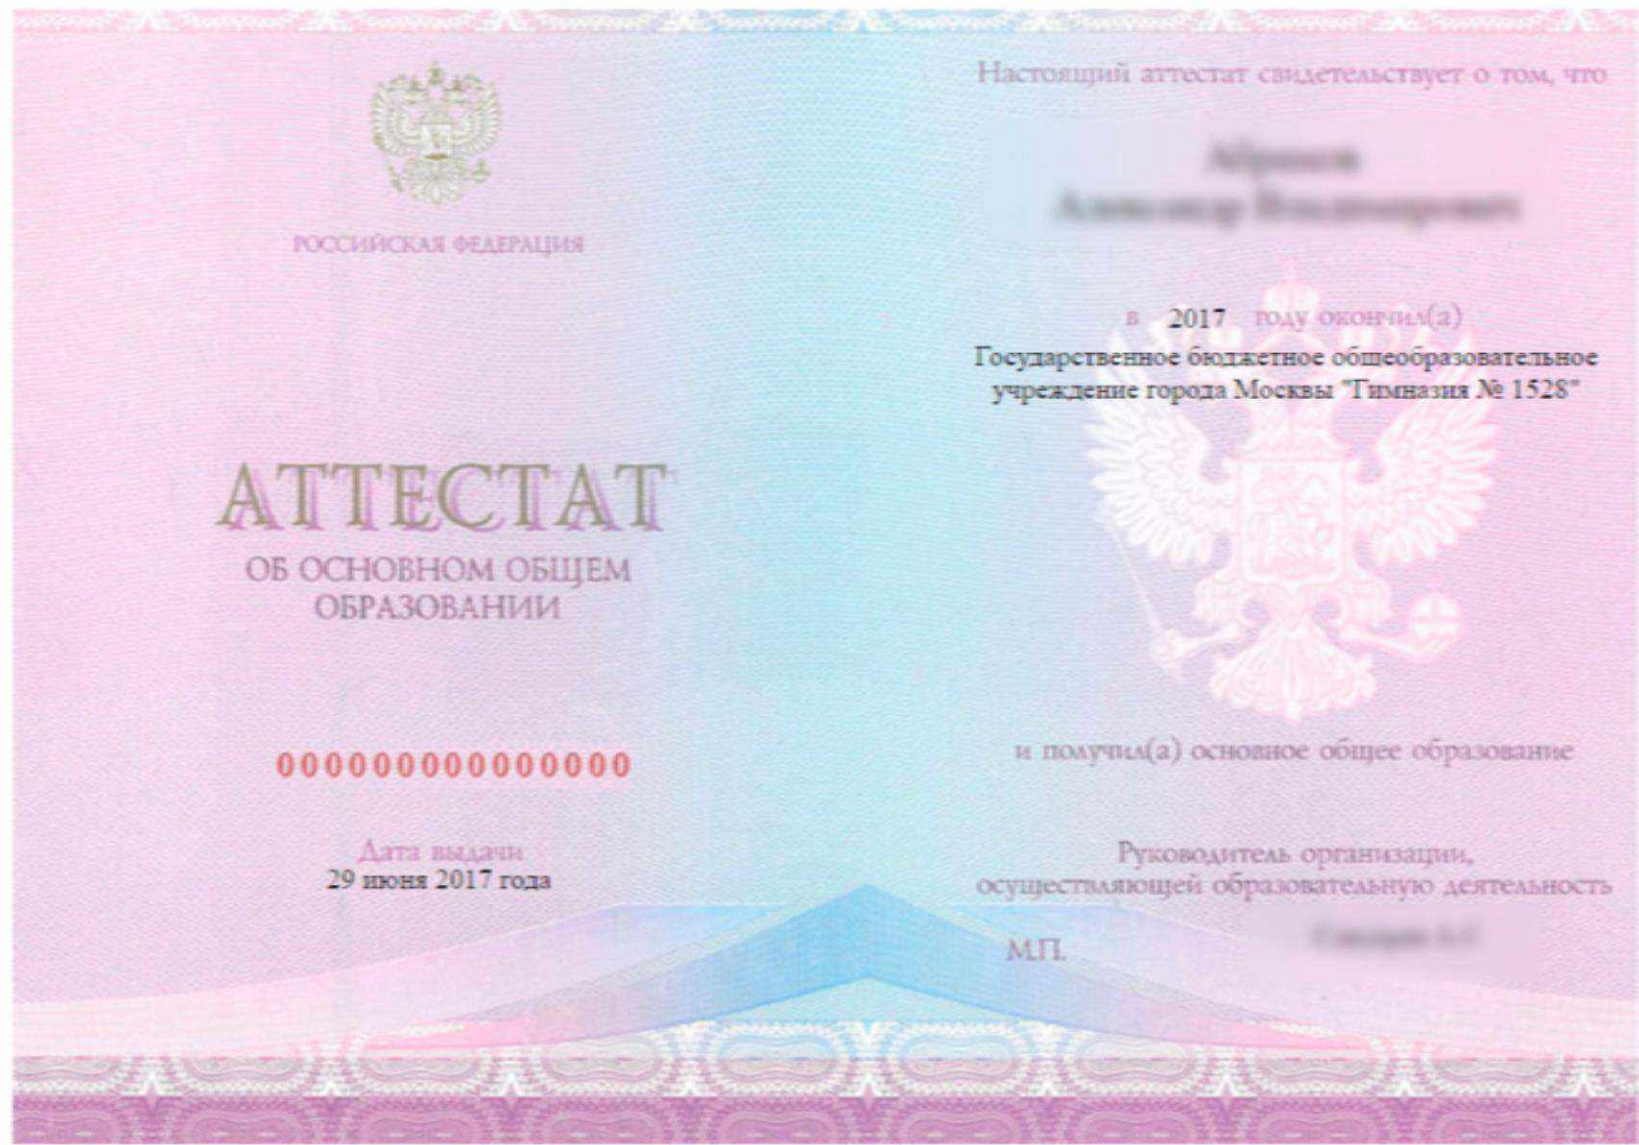 РОССИЙСКАЯ ФЕДЕРАЦИЯ
АТТЕСТАТ
ОБ ОСНОВНОМ ОБЩЕМ
ОБРАЗОВАНИИ
000000000000000
Дата выдачи
29 июня 2017 года
Настоящий аттестат свидетельствует о том, что
в 2017 году окончил(а)
Государственное бюджетное общеобразовательное
учреждение города Москвы "Гимназия № 1528"
и получил(а) основное общее образование
Руководитель организации,
осуществляющей образовательную деятельность
М.П.